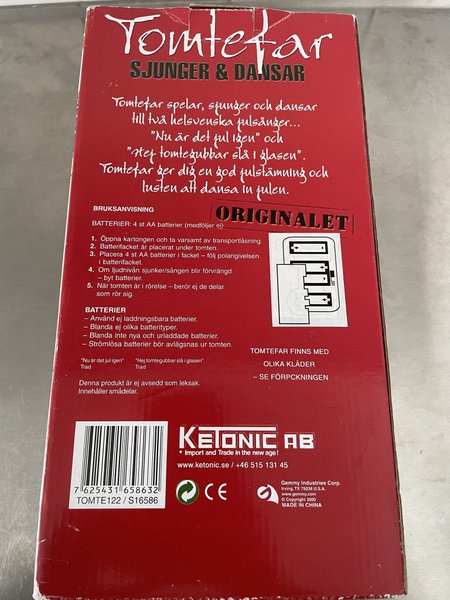 Tomtefar
SJUNGER & DANSAR
Tomtefar spelar, sjunger och dansar
till två helsvenska julsånger...
"Nu är det jul igen" och
"Hej tomtegubbar slå i glasen".
Tomtefar ger dig en god julstämning och
lusten att dansa in julen.
ORIGINALET
BRUKSANVISNING
BATTERIER: 4 st AA batterier (medföljer ej)
1. Öppna kartongen och ta varsamt av transportlåsning.
2. Batterifacket är placerat under tomten.
3. Placera 4 st AA batterier i facket – följ polangivelsen
i batterifacket.
4. Om ljudnivån sjunker/sången blir förvrängd
– byt batterier.
5. När tomten är i rörelse – berör ej de delar
som rör sig.
BATTERIER
– Använd ej laddningsbara batterier.
– Blanda ej olika batterityper.
– Blanda inte nya och urladdade batterier.
– Strömlösa batterier bör avlägsnas ur tomten.
"Nu är det jul igen" "Hej tomtegubbar slå i glasen"
Trad Trad
Denna produkt är ej avsedd som leksak.
Innehåller smådelar.
TOMTEFAR FINNS MED
OLIKA KLÄDER
– SE FÖRPCKNINGEN
KETONIC AB
Import and Trade in the new age!
www.ketonic.se / +46 515 131 45
7 625431 658632
TOMTE122 / S16586
CE
Gemmy
Gemmy Industries Corp.
Irving, TX 75038 U.S.A.
www.gemmy.com
© Copyright 2000
MADE IN CHINA